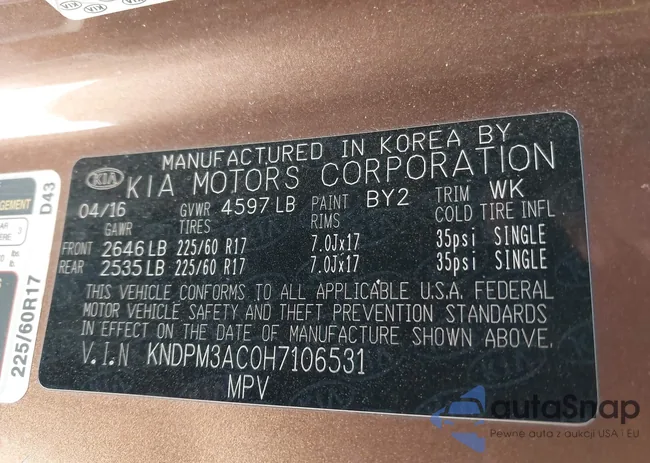 MANUFACTURED IN KOREA BY
KIA KIA MOTORS CORPORATION
04/16 GVWR 4597 LB PAINT BY2 TRIM WK
GAWR TIRES RIMS COLD TIRE INFL
FRONT 2646 LB 225/60 R17 7.0Jx17 35psi SINGLE
REAR 2535 LB 225/60 R17 7.0Jx17 35psi SINGLE
THIS VEHICLE CONFORMS TO ALL APPLICABLE U.S.A. FEDERAL
MOTOR VEHICLE SAFETY AND THEFT PREVENTION STANDARDS
IN EFFECT ON THE DATE OF MANUFACTURE SHOWN ABOVE.
V.I.N KNDPM3AC0H7106531
MPV
D43
225/60R17
autoSnap
Pewne auta z aukcji USA i EU